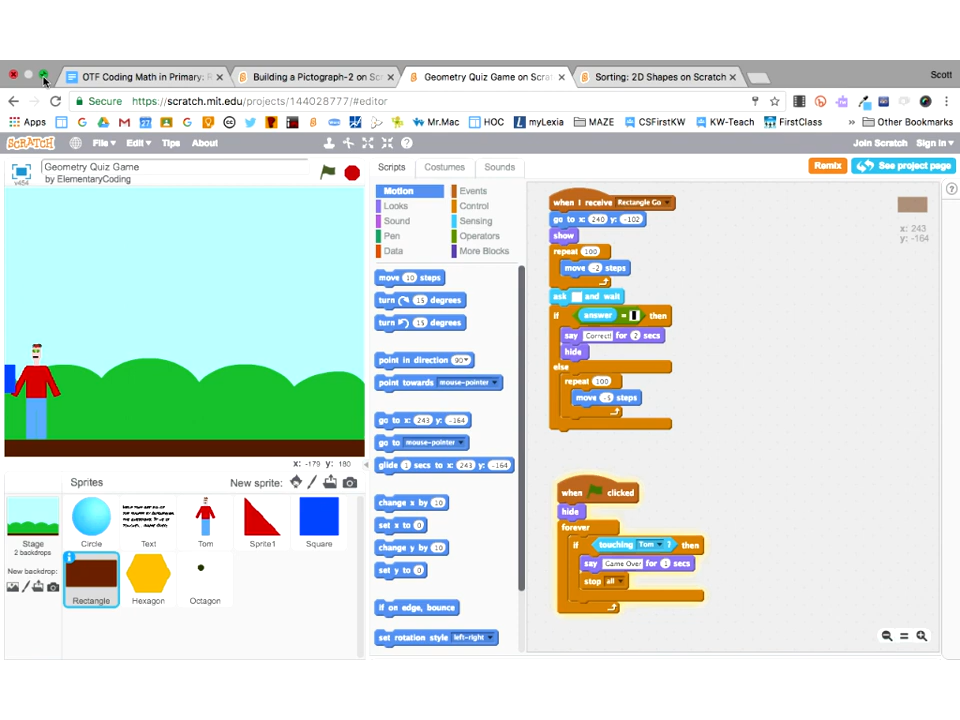 OTF Coding Math in Primary:
Building a Pictograph-2 on Sc
Geometry Quiz Game on Scra
Sorting: 2D Shapes on Scratch
Scott
Secure
https://scratch.mit.edu/projects/144028777/#editor
Apps
Mr.Mac
HOC
myLexia
MAZE
CSFirstKW
KW-Teach
FirstClass
Other Bookmarks
SCRATCH
File
Edit
Tips
About
Join Scratch
Sign in
Geometry Quiz Game
by ElementaryCoding
v454
Scripts
Costumes
Sounds
Remix
See project page
Motion
Looks
Sound
Pen
Data
Events
Control
Sensing
Operators
More Blocks
move 10 steps
turn 15 degrees
turn 15 degrees
point in direction 90
point towards mouse-pointer
go to x: 243 y: -164
go to mouse-pointer
glide 1 secs to x: 243 y: -164
change x by 10
set x to 0
change y by 10
set y to 0
if on edge, bounce
set rotation style left-right
when I receive Rectangle Go
go to x: 240 y: -102
show
repeat 100
move -2 steps
ask and wait
if answer = then
say Correct! for 2 secs
hide
else
repeat 100
move -5 steps
when clicked
hide
forever
if touching Tom ? then
say Game Over for 1 secs
stop all
x: 243
y: -164
x: -179 y: 180
Sprites
New sprite:
Stage
2 backdrops
New backdrop:
Circle
Text
Tom
Sprite1
Square
Rectangle
Hexagon
Octagon